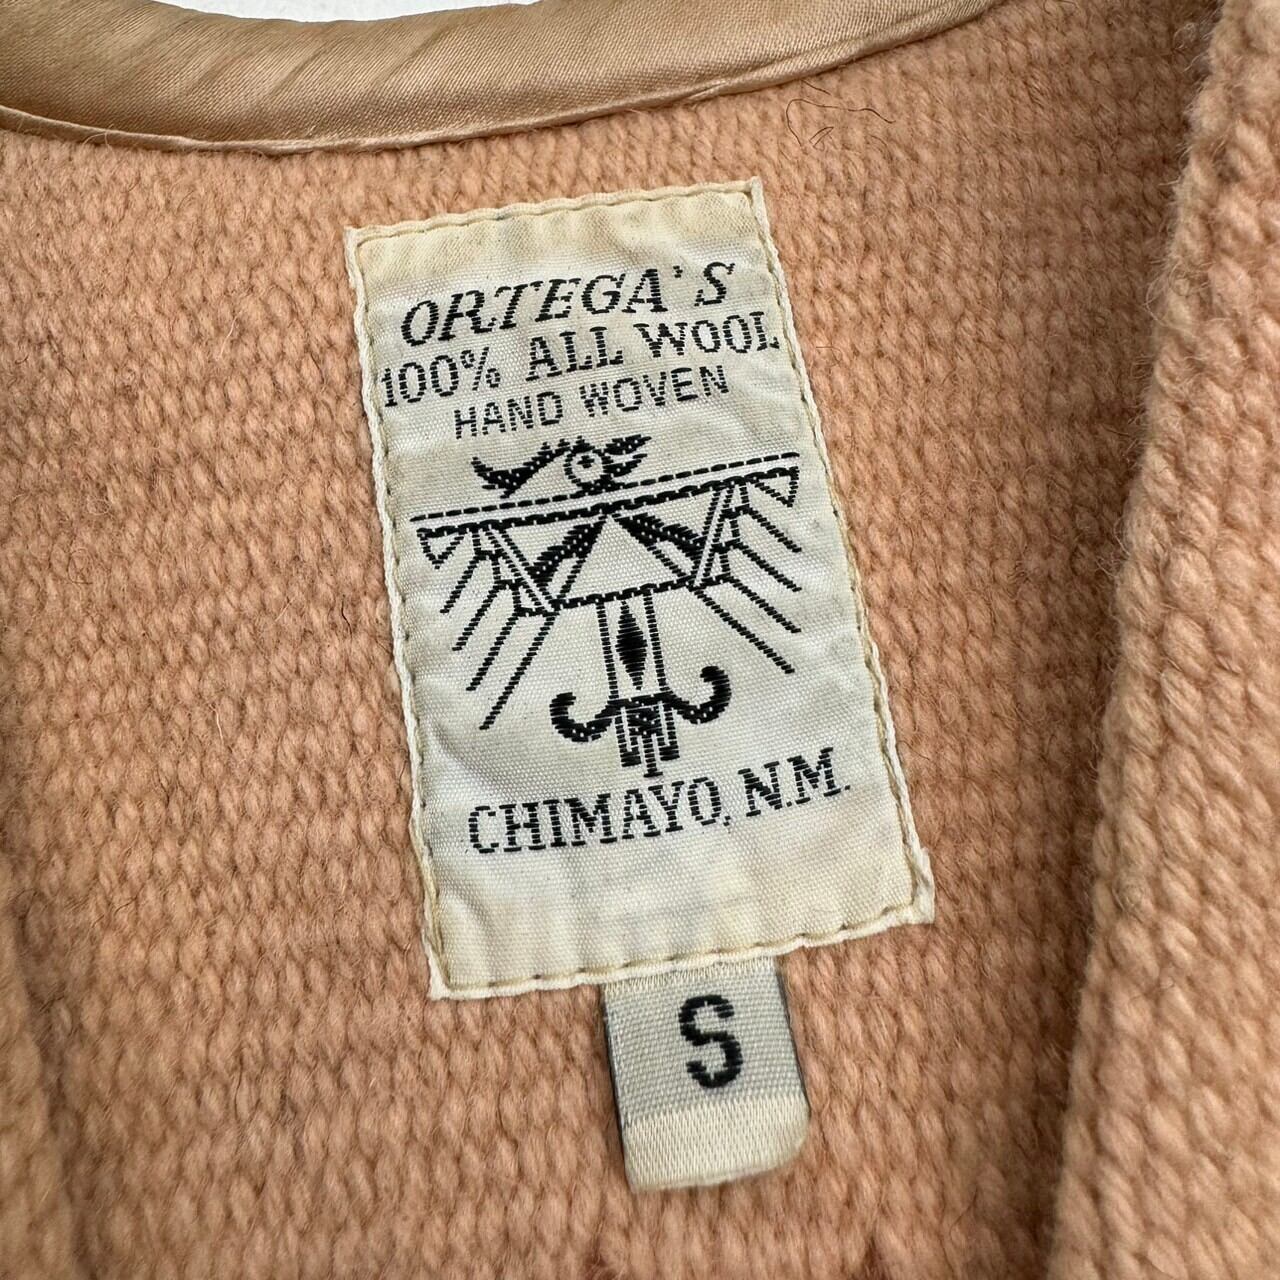 ORTEGA'S
100% ALL WOOL
HAND WOVEN
CHIMAYO, N.M.
S